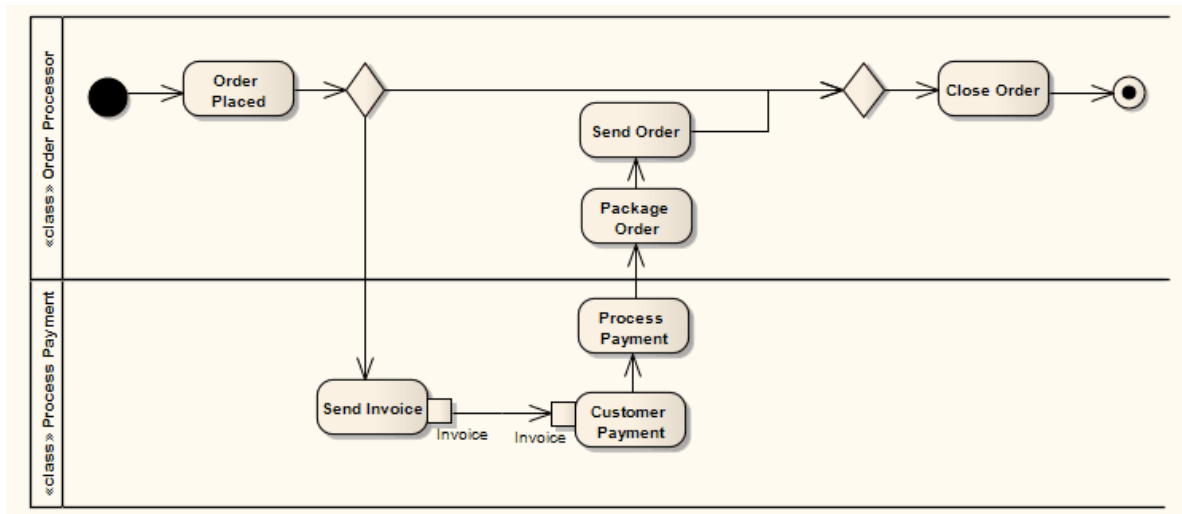 «class» Order Processor
Order
Placed
Close Order
Send Order
Package
Order
«class» Process Payment
Process
Payment
Send Invoice
Invoice
Invoice
Customer
Payment